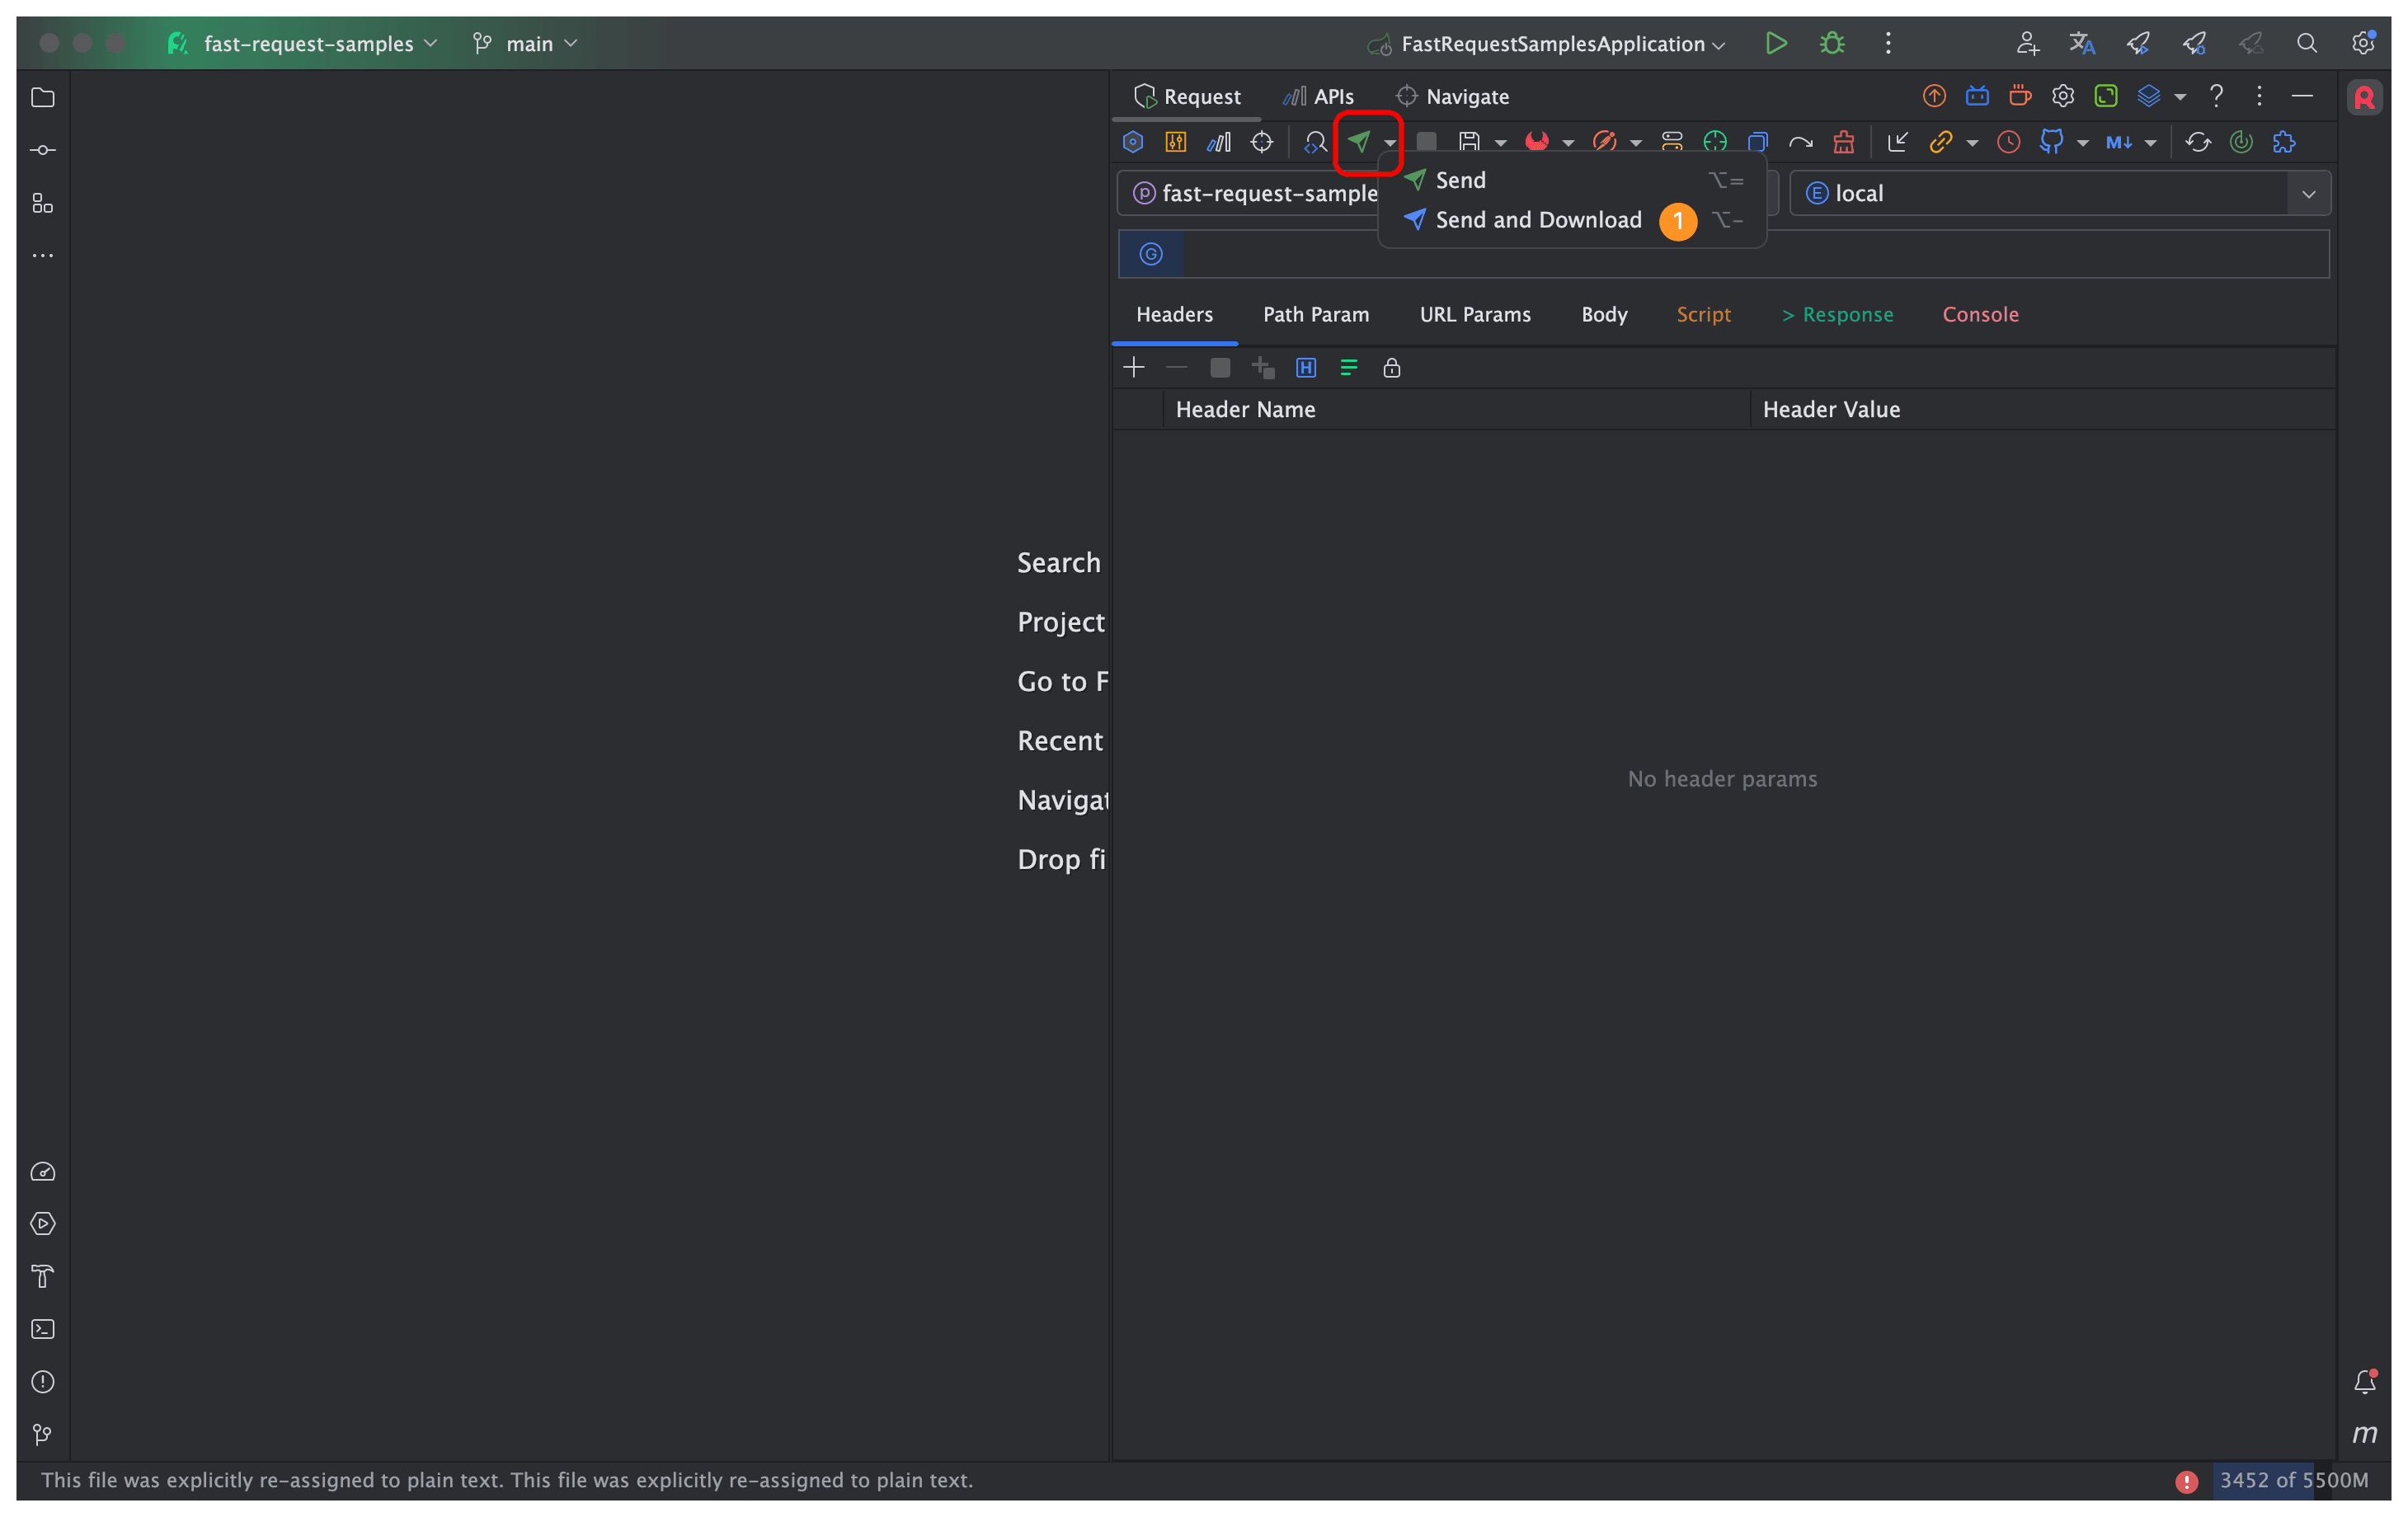 fast-request-samples main FastRequestSamplesApplication
Request APIs Navigate
M↓
Send ⌥=
fast-request-sample
local
Send and Download 1 ⌥-
G
Headers Path Param URL Params Body Script > Response Console
H
Header Name Header Value
Search
Project
Go to F
Recent
No header params
Navigat
Drop fi
m
This file was explicitly re-assigned to plain text. This file was explicitly re-assigned to plain text.
3452 of 5500M